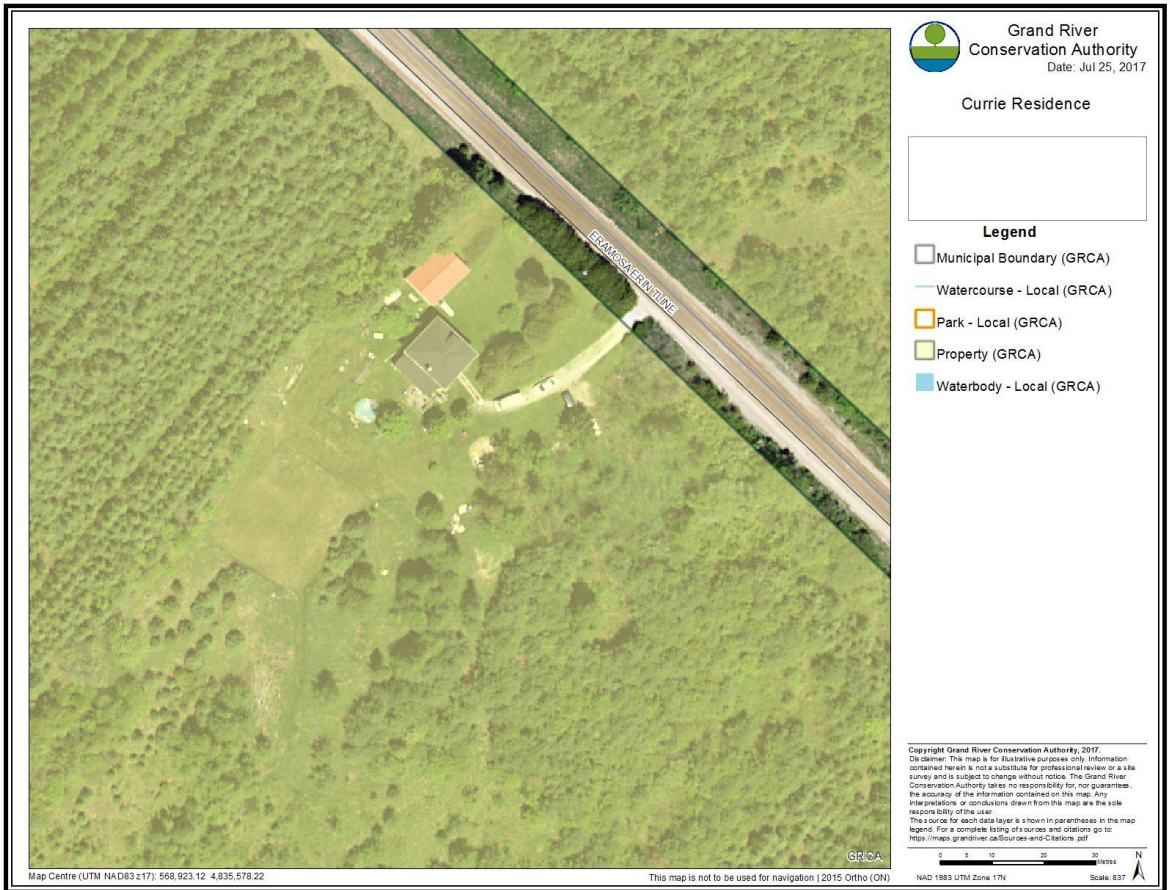 Grand River
Conservation Authority
Date: Jul 25, 2017
Currie Residence
Legend
Municipal Boundary (GRCA)
Watercourse - Local (GRCA)
Park - Local (GRCA)
Property (GRCA)
Waterbody - Local (GRCA)
ERAMOSA ERIN TLINE
GRCA
Copyright Grand River Conservation Authority, 2017.
Disclaimer: This map is for illustrative purposes only. Information
contained herein is not a substitute for professional review or a site
survey and is subject to change without notice. The Grand River
Conservation Authority takes no responsibility for, nor guarantees,
the accuracy of the information contained on this map. Any
interpretations or conclusions drawn from this map are the sole
responsibility of the user.
The source for each data layer is shown in parentheses in the map
legend. For a complete listing of sources and citations go to:
https://maps.grandriver.ca/Sources-and-Citations.pdf
0 5 10 20 30
Metres
N
NAD 1983 UTM Zone 17N Scale: 837
Map Centre (UTM NAD83 z17): 568,923.12 4,835,578.22
This map is not to be used for navigation | 2015 Ortho (ON)